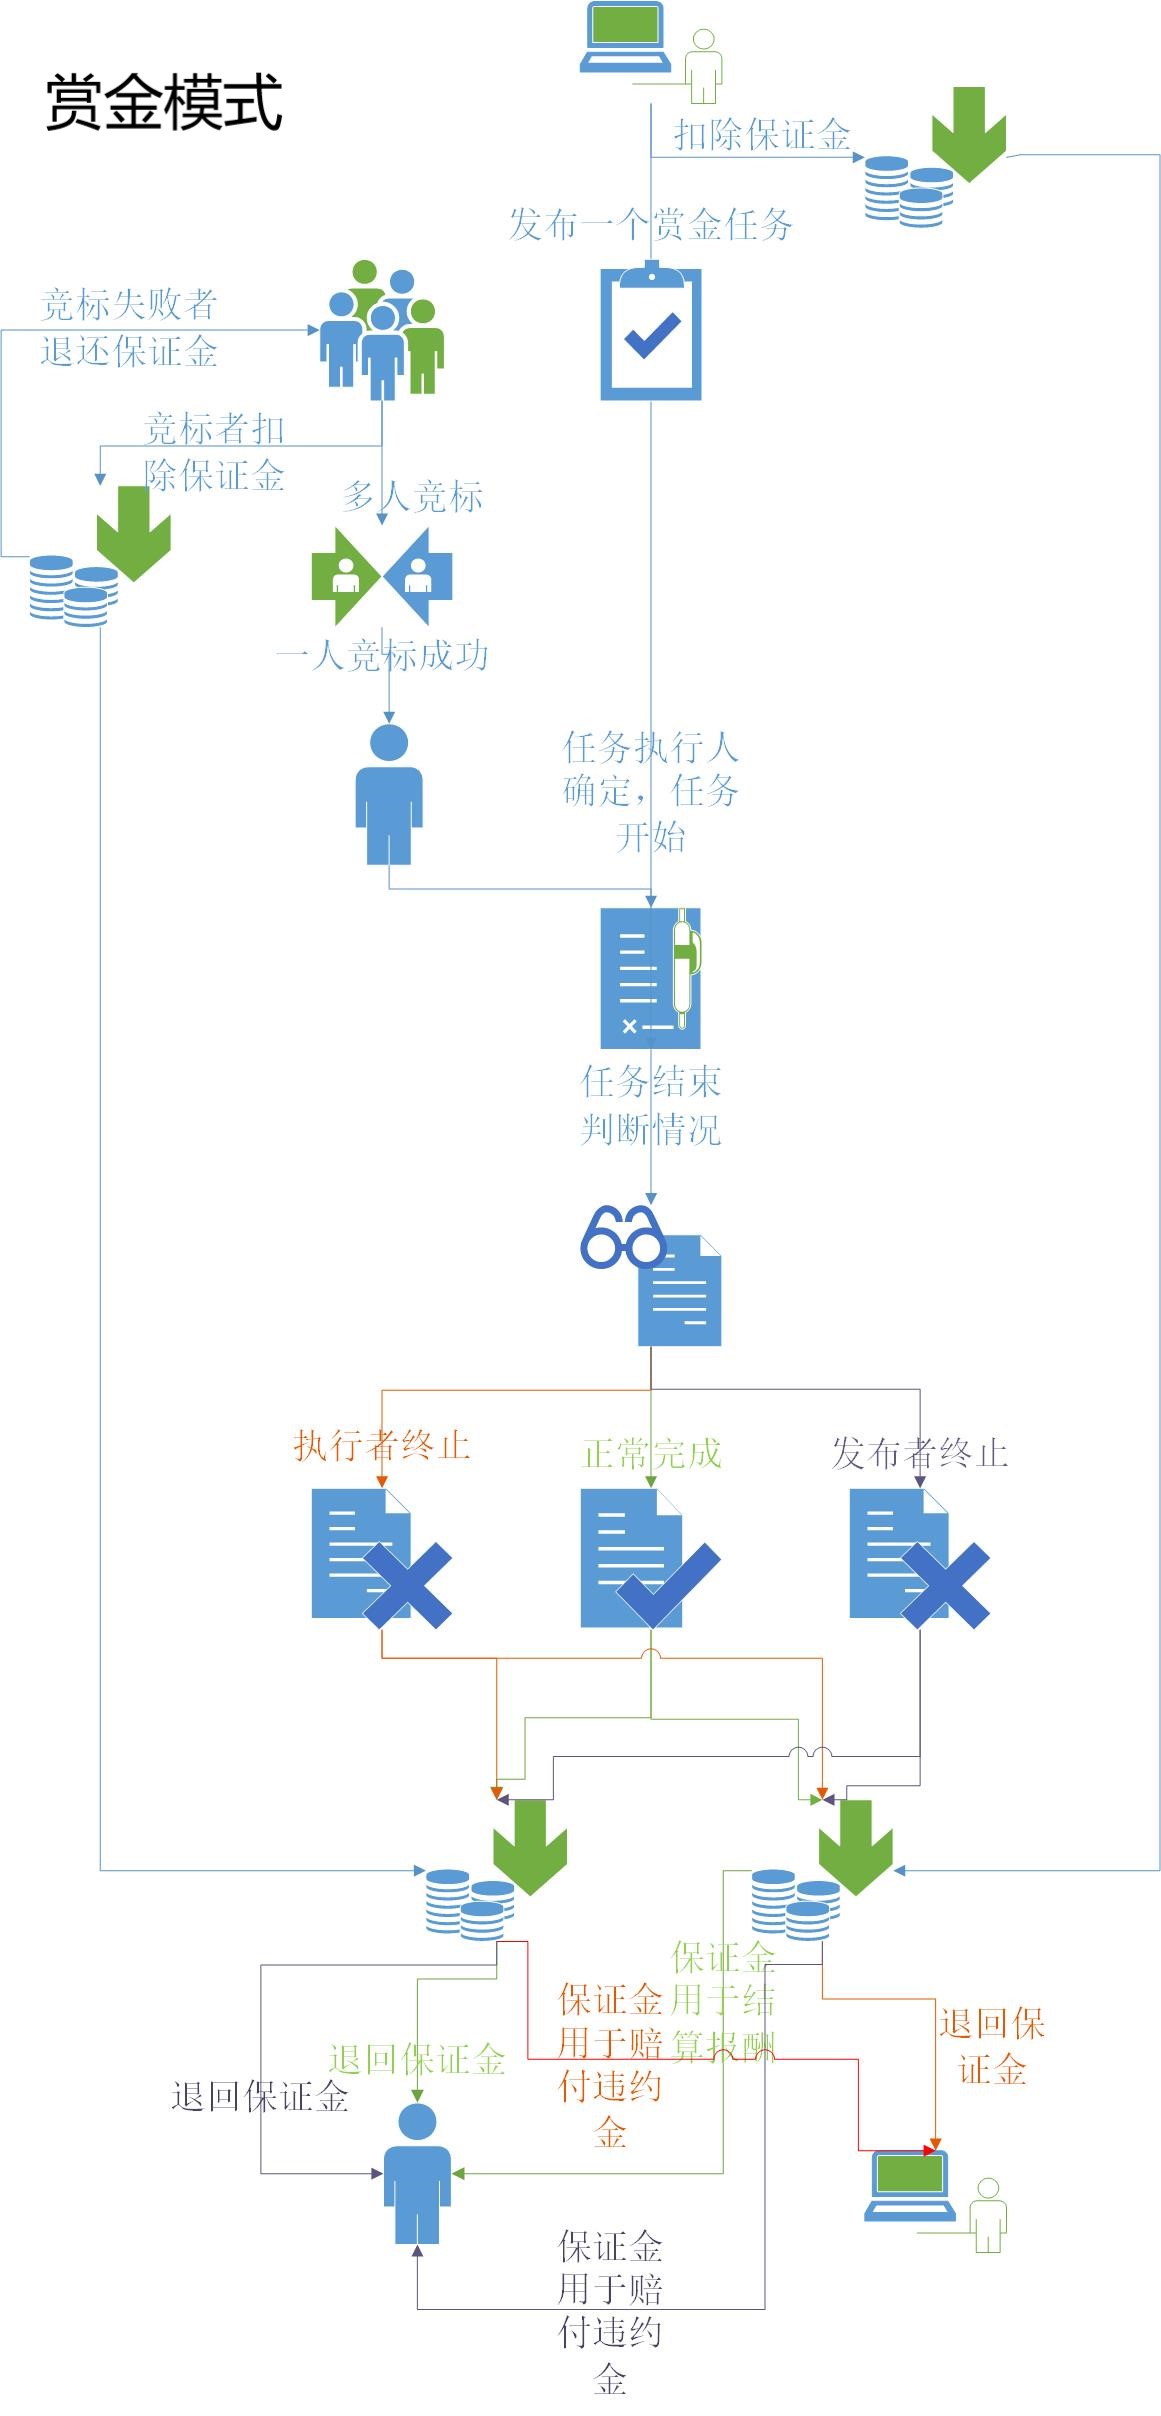 赏金模式
扣除保证金
发布一个赏金任务
竞标失败者
退还保证金
竞标者扣
除保证金
多人竞标
一人竞标成功
任务执行人
确定，任务
开始
任务结束
判断情况
执行者终止
正常完成
发布者终止
保证金
用于结
算报酬
保证金
用于赔
付违约
金
退回保
证金
退回保证金
退回保证金
保证金
用于赔
付违约
金